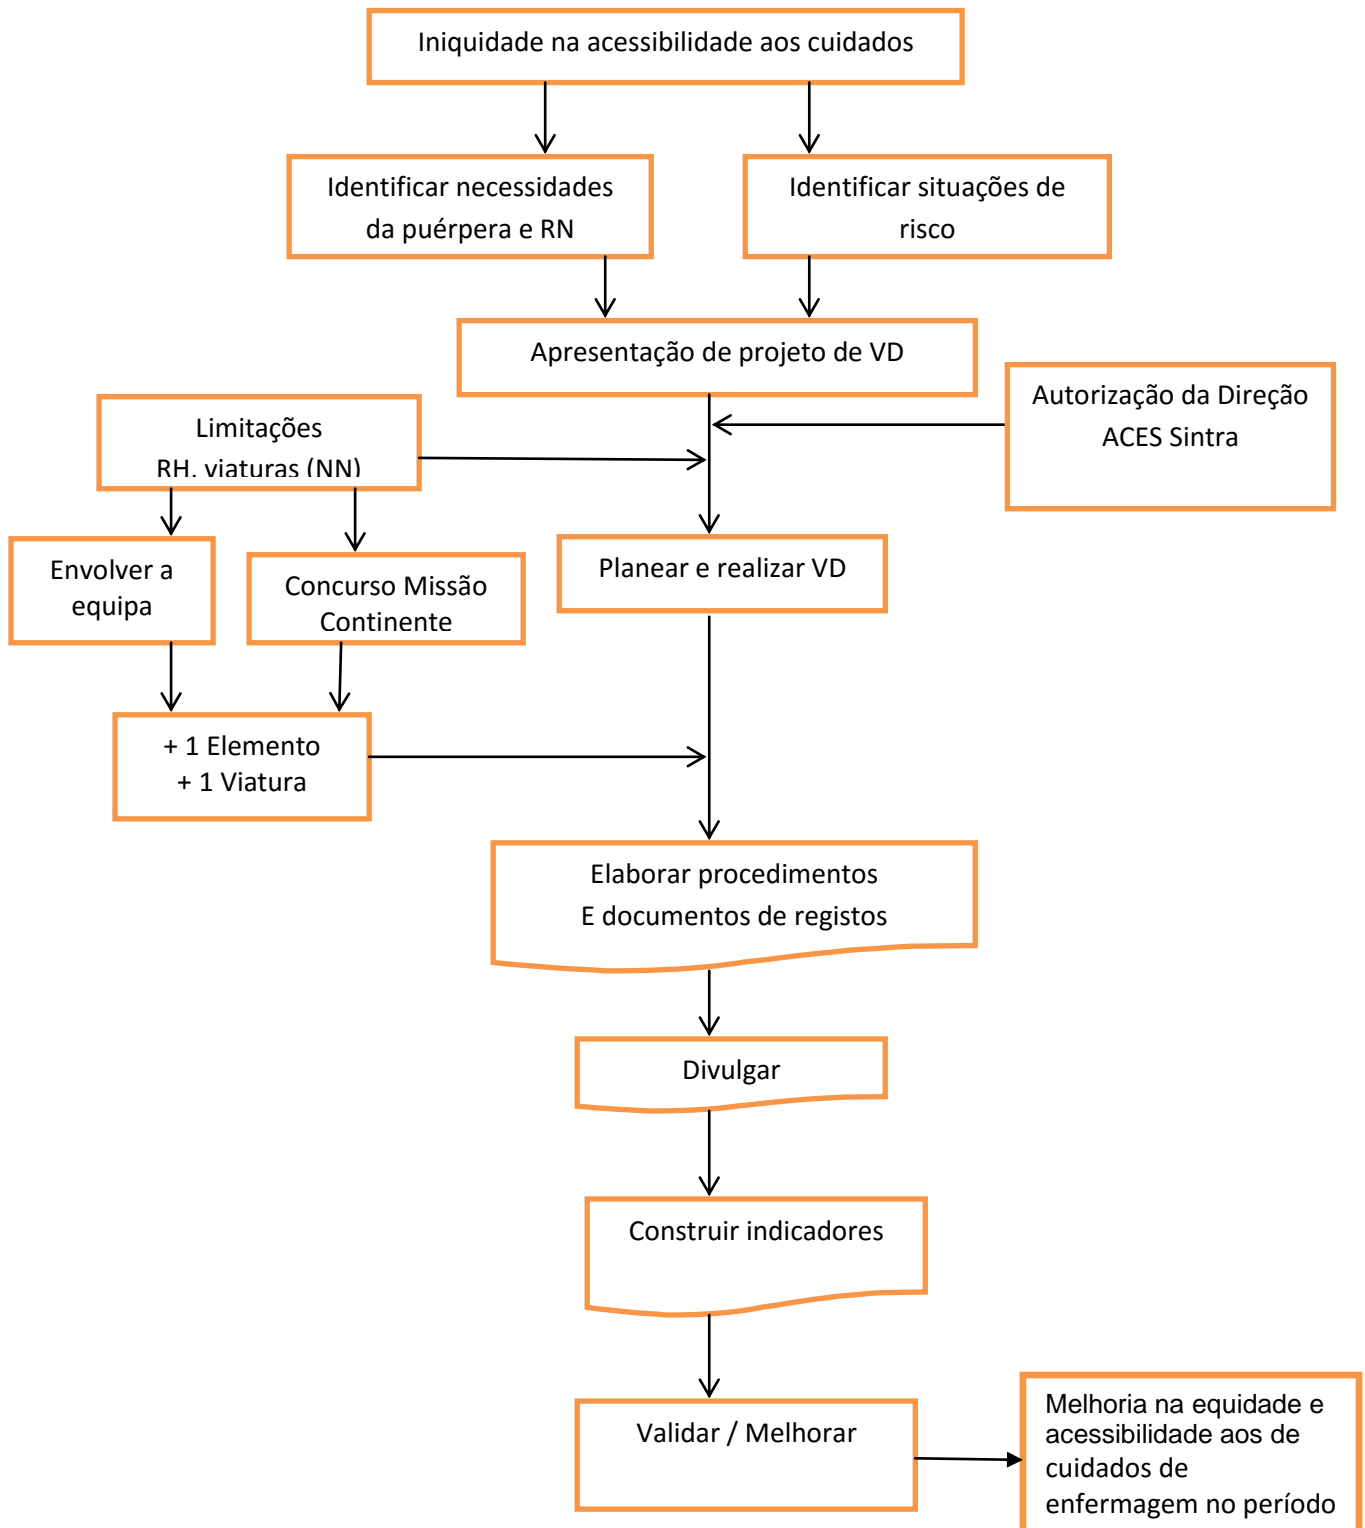 Iniquidade na acessibilidade aos cuidados
Identificar necessidades
da puérpera e RN
Identificar situações de
risco
Apresentação de projeto de VD
Autorização da Direção
ACES Sintra
Limitações
RH. viaturas (NN)
Envolver a
equipa
Concurso Missão
Continente
Planear e realizar VD
+ 1 Elemento
+ 1 Viatura
Elaborar procedimentos
E documentos de registos
Divulgar
Construir indicadores
Validar / Melhorar
Melhoria na equidade e
acessibilidade aos de
cuidados de
enfermagem no período